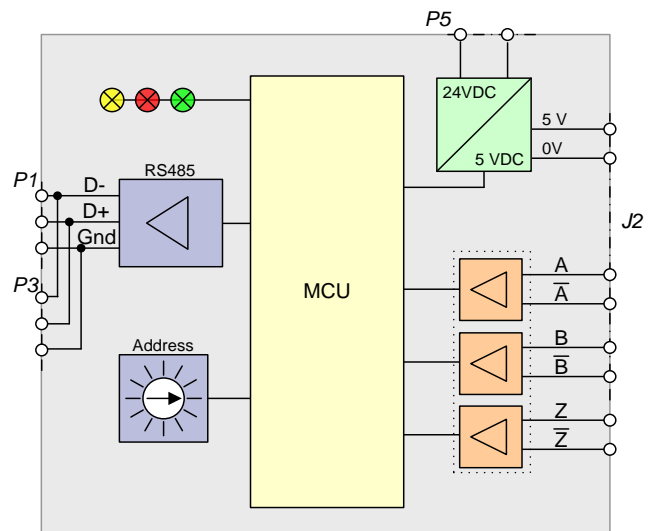 P5
24VDC
5 VDC
5 V
0V
RS485
P1
D-
D+
Gnd
P3
J2
MCU
A
A̅
B
B̅
Z
Z̅
Address